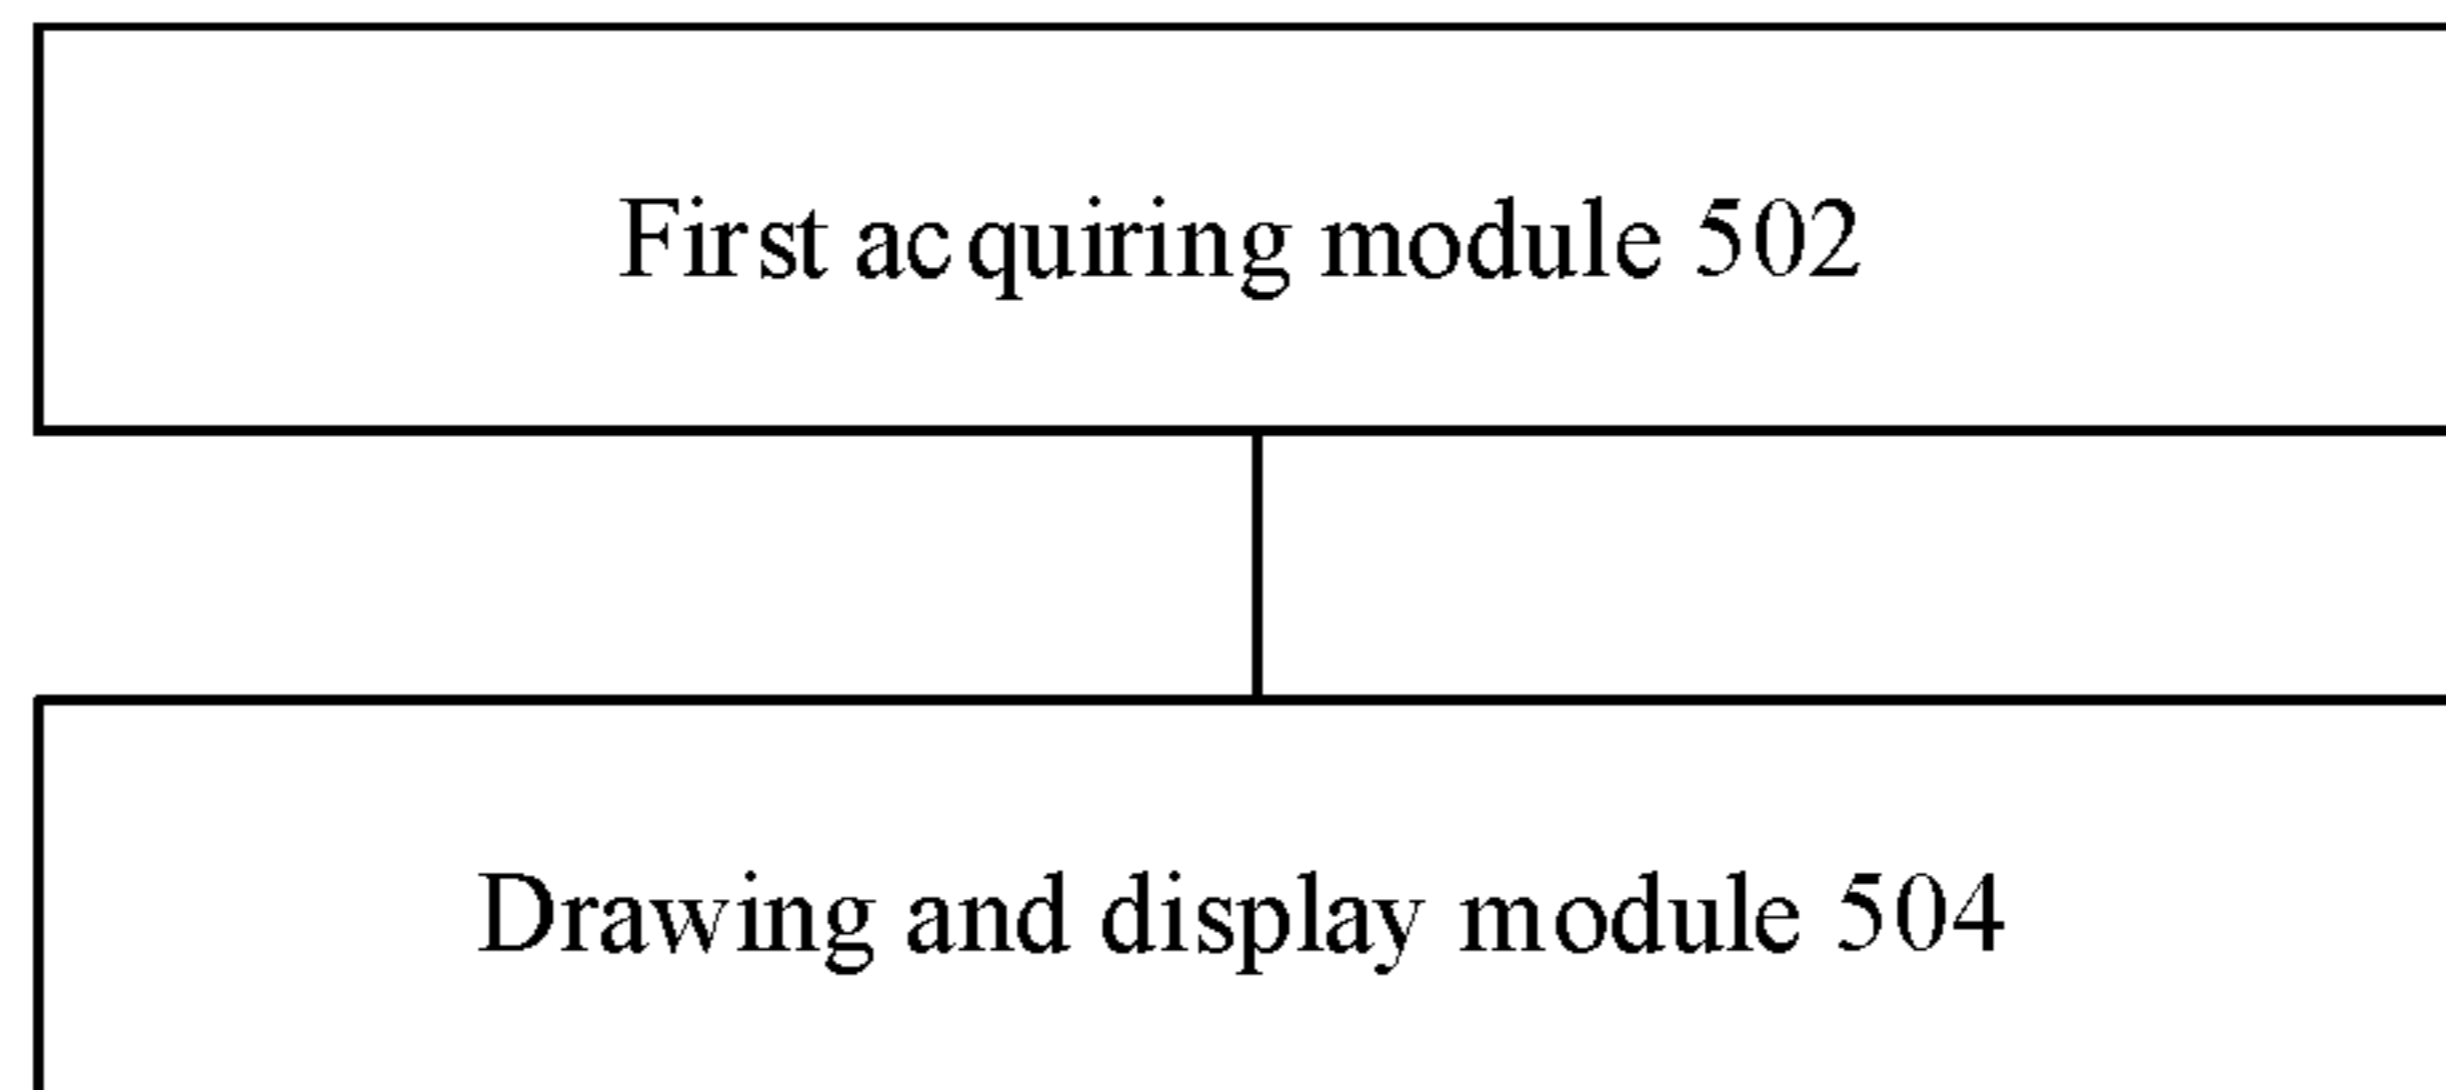 First acquiring module 502
Drawing and display module 504